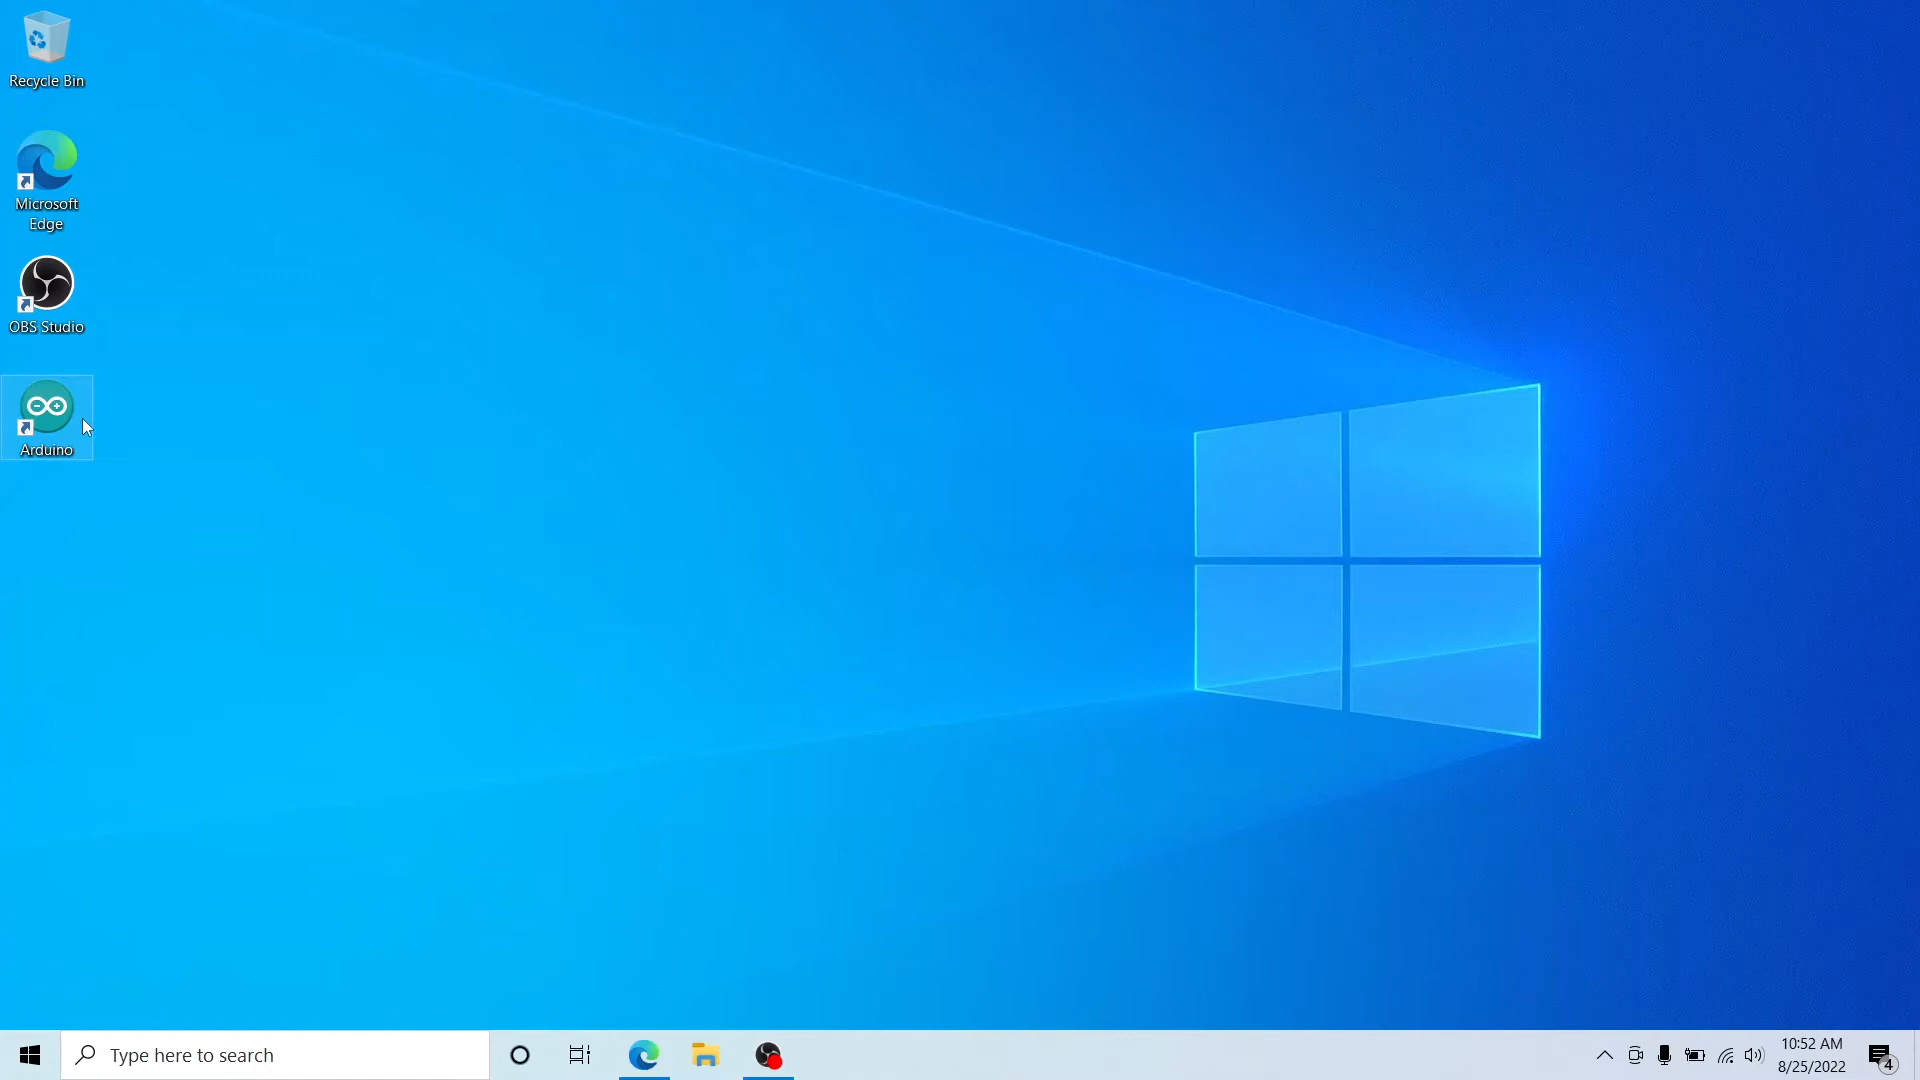 Recycle Bin
Microsoft
Edge
OBS Studio
Arduino
Type here to search
10:52 AM
8/25/2022
4